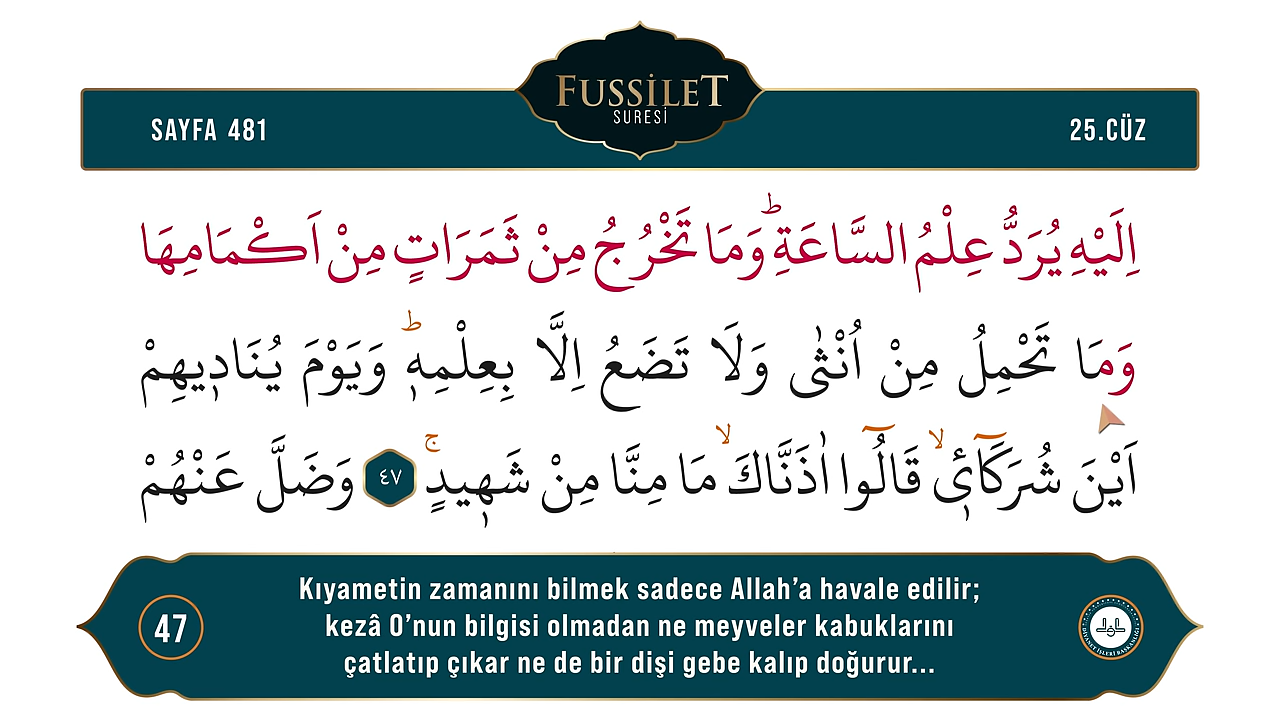 FUSSİLET
SURESİ
SAYFA 481
25.CÜZ
اِلَيْهِ يُرَدُّ عِلْمُ السَّاعَةِۜ وَمَا تَخْرُجُ مِنْ ثَمَرَاتٍ مِنْ اَكْمَامِهَا
وَمَا تَحْمِلُ مِنْ اُنْثٰى وَلَا تَضَعُ اِلَّا بِعِلْمِه۪ۜ وَيَوْمَ يُنَاد۪يهِمْ
اَيْنَ شُرَكَٓاء۪يۙ قَالُٓوا اٰذَنَّاكَۙ مَا مِنَّا مِنْ شَه۪يدٍۚ ﴿٤٧﴾ وَضَلَّ عَنْهُمْ
47
Kıyametin zamanını bilmek sadece Allah’a havale edilir;
kezâ O’nun bilgisi olmadan ne meyveler kabuklarını
çatlatıp çıkar ne de bir dişi gebe kalıp doğurur...